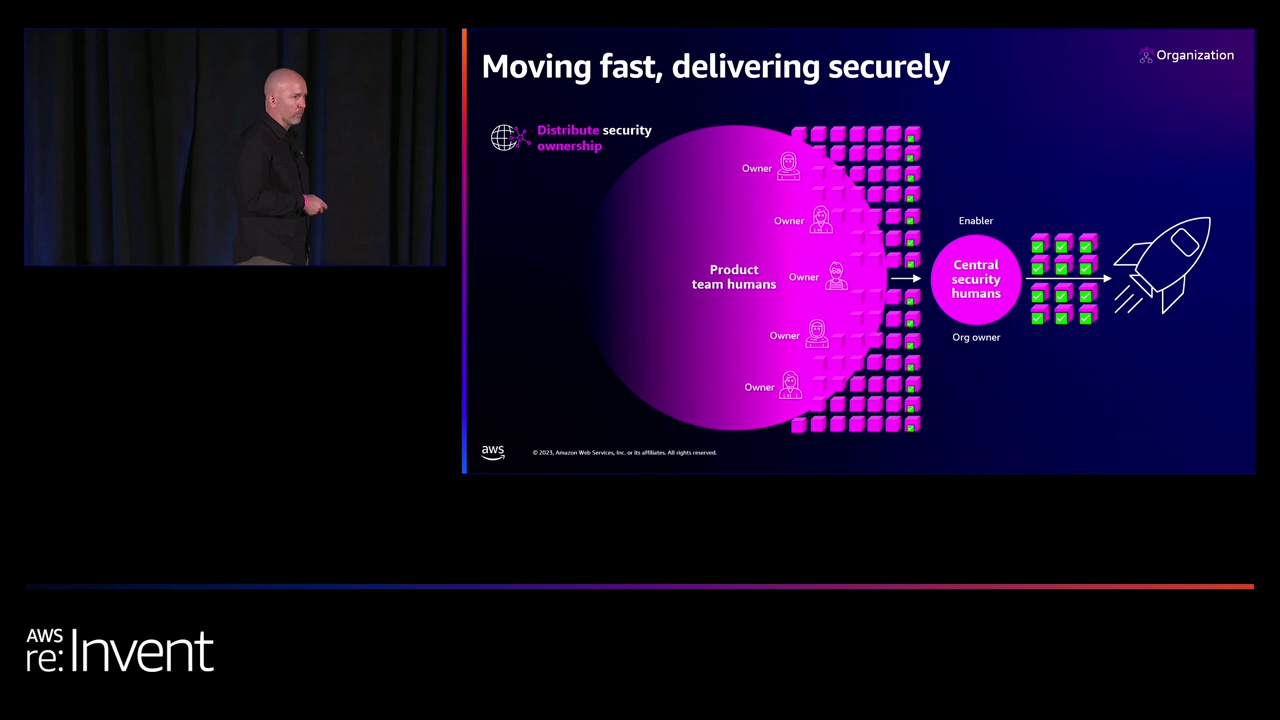 Moving fast, delivering securely
Organization
Distribute security
ownership
Owner
Owner
Product
team humans
Owner
Owner
Owner
Enabler
Central
security
humans
Org owner
aws
© 2023, Amazon Web Services, Inc. or its affiliates. All rights reserved.
AWS
re:Invent